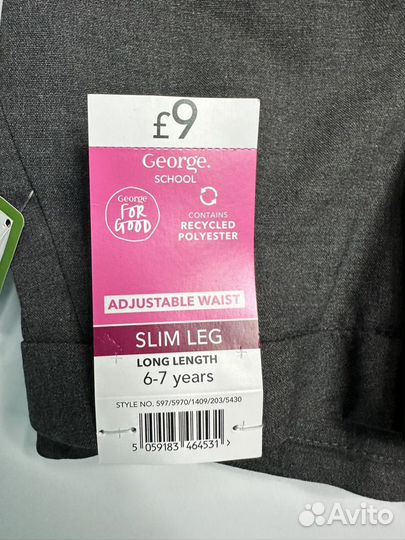 £9
George.
SCHOOL
George
FOR
GOOD
CONTAINS
RECYCLED
POLYESTER
ADJUSTABLE WAIST
SLIM LEG
LONG LENGTH
6-7 years
STYLE NO. 597/5970/1409/203/5430
5 059183 464531 >
Avito